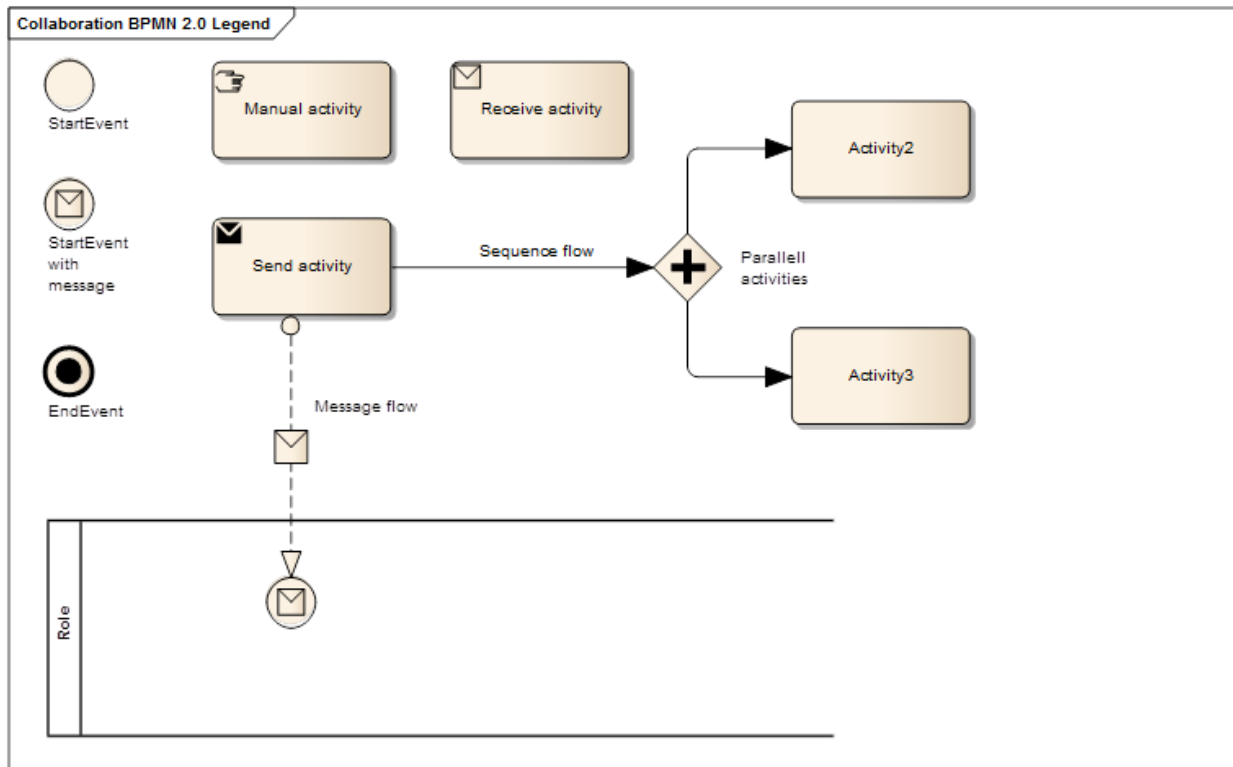 Collaboration BPMN 2.0 Legend
StartEvent
Manual activity
Receive activity
Activity2
StartEvent
with
message
Send activity
Sequence flow
Parallell
activities
EndEvent
Message flow
Activity3
Role